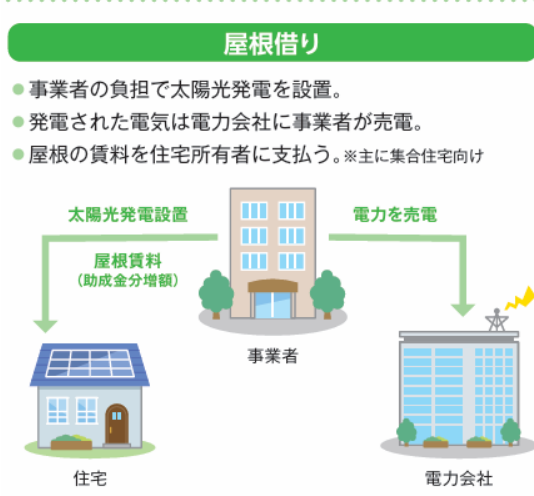 屋根借り
● 事業者の負担で太陽光発電を設置。
● 発電された電気は電力会社に事業者が売電。
● 屋根の賃料を住宅所有者に支払う。※主に集合住宅向け
太陽光発電設置
電力を売電
屋根賃料
（助成金分増額）
事業者
住宅
電力会社